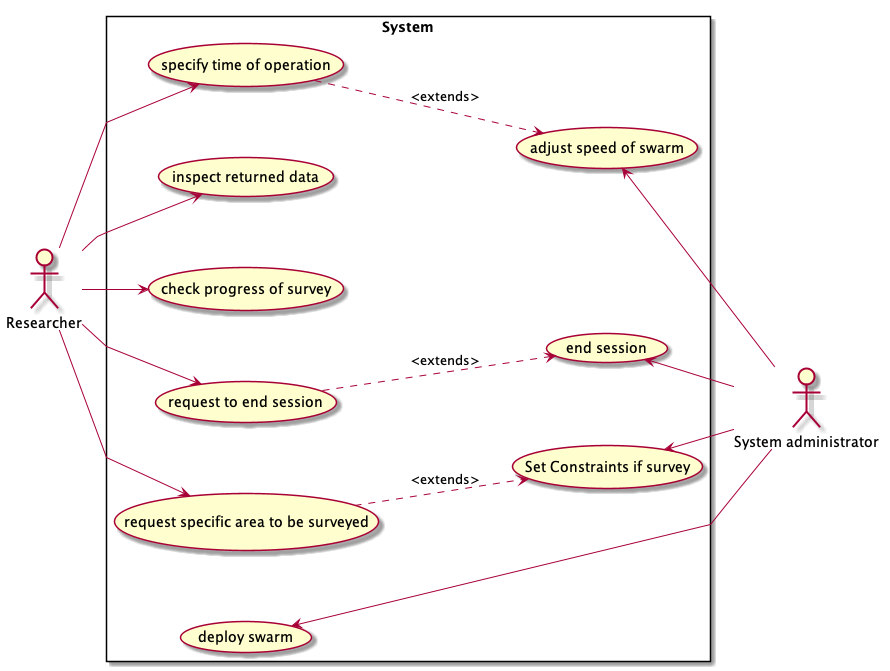 System
specify time of operation
<extends>
adjust speed of swarm
inspect returned data
check progress of survey
Researcher
end session
<extends>
request to end session
System administrator
Set Constraints if survey
<extends>
request specific area to be surveyed
deploy swarm